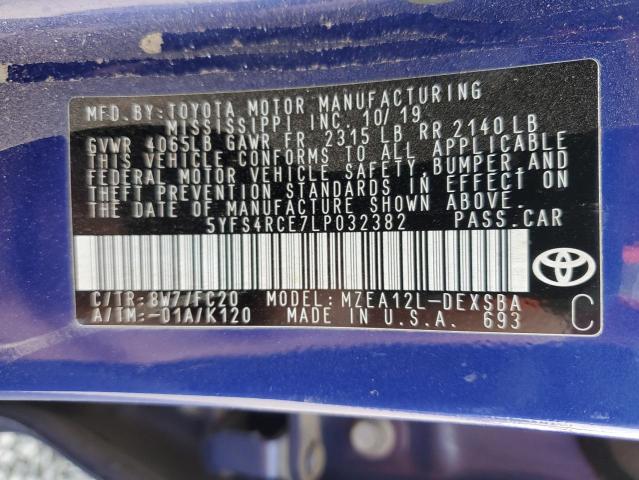 MFD.BY: TOYOTA MOTOR MANUFACTURING
MISSISSIPPI INC. 10/19
GVWR 4065LB GAWR FR 2315 LB RR 2140 LB
THIS VEHICLE CONFORMS TO ALL APPLICABLE
FEDERAL MOTOR VEHICLE SAFETY, BUMPER AND
THEFT PREVENTION STANDARDS IN EFFECT ON
THE DATE OF MANUFACTURE SHOWN ABOVE.
5YFS4RCE7LP032382 PASS.CAR
C/TR: 8W7/FC20 MODEL: MZEA12L-DEXSBA
A/TM:-01A/K120 MADE IN U.S.A. 693
C